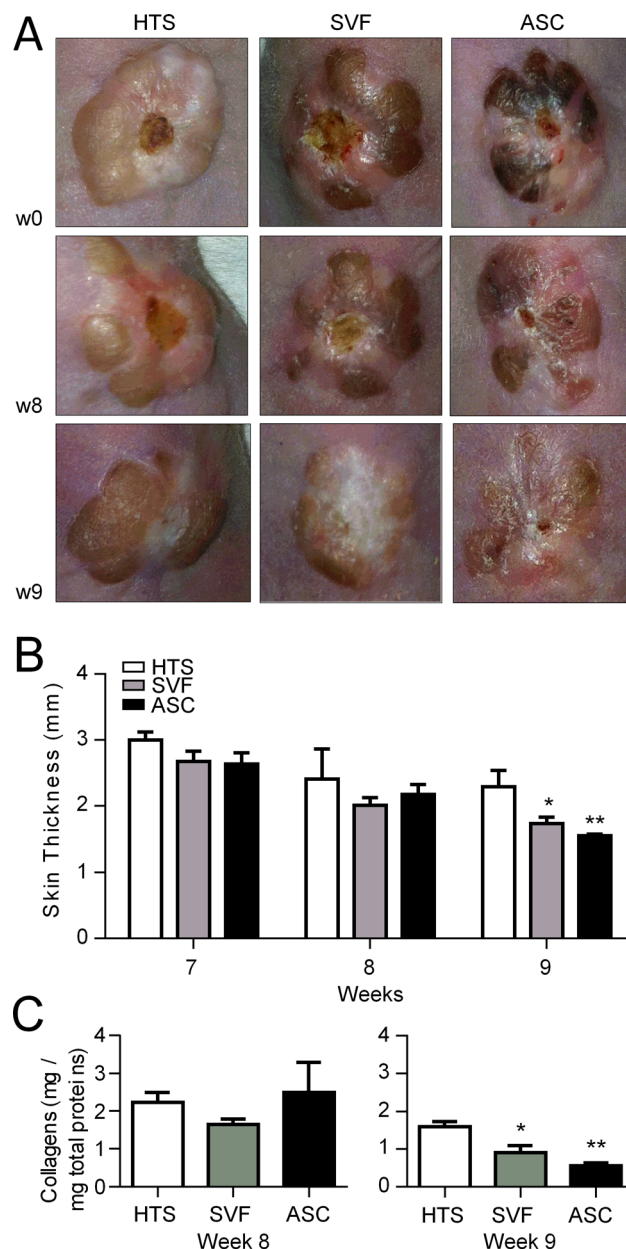 A
HTS SVF ASC
w0
w8
w9
B
HTS
SVF
ASC
Skin Thickness (mm)
4
3
2
1
0
* **
7 8 9
Weeks
C
Collagens (mg /
mg total proteins)
4
3
2
1
0
HTS SVF ASC
Week 8
4
3
2
1
0
* **
HTS SVF ASC
Week 9